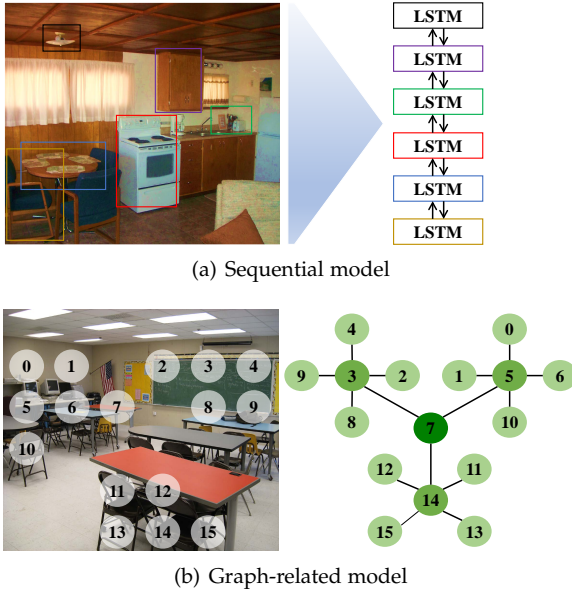 LSTM
LSTM
LSTM
LSTM
LSTM
LSTM
(a) Sequential model
0 1 2 3 4
5 6 7 8 9
10
11 12
13 14 15
4 0
9 3 2 1 5 6
8 10
7
12 11
14
15 13
(b) Graph-related model